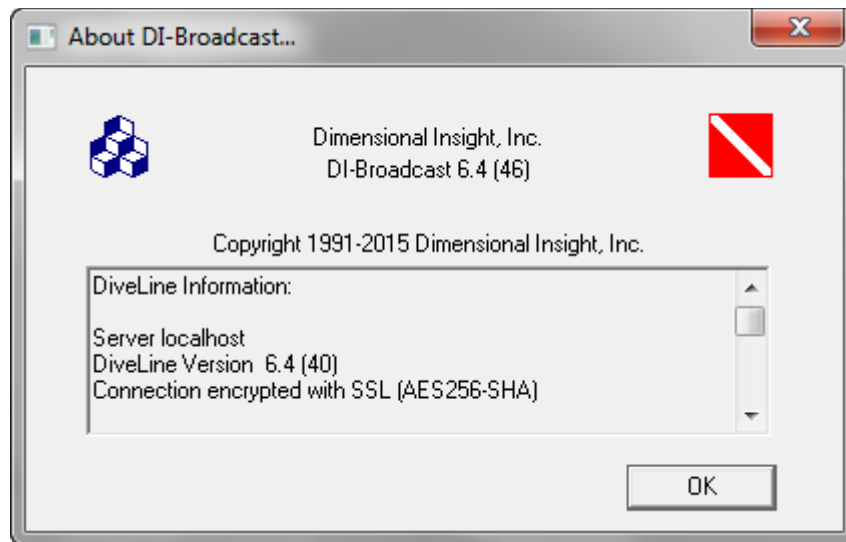 About DI-Broadcast...
Dimensional Insight, Inc.
DI-Broadcast 6.4 (46)
Copyright 1991-2015 Dimensional Insight, Inc.
DiveLine Information:
Server localhost
DiveLine Version  6.4 (40)
Connection encrypted with SSL (AES256-SHA)
OK